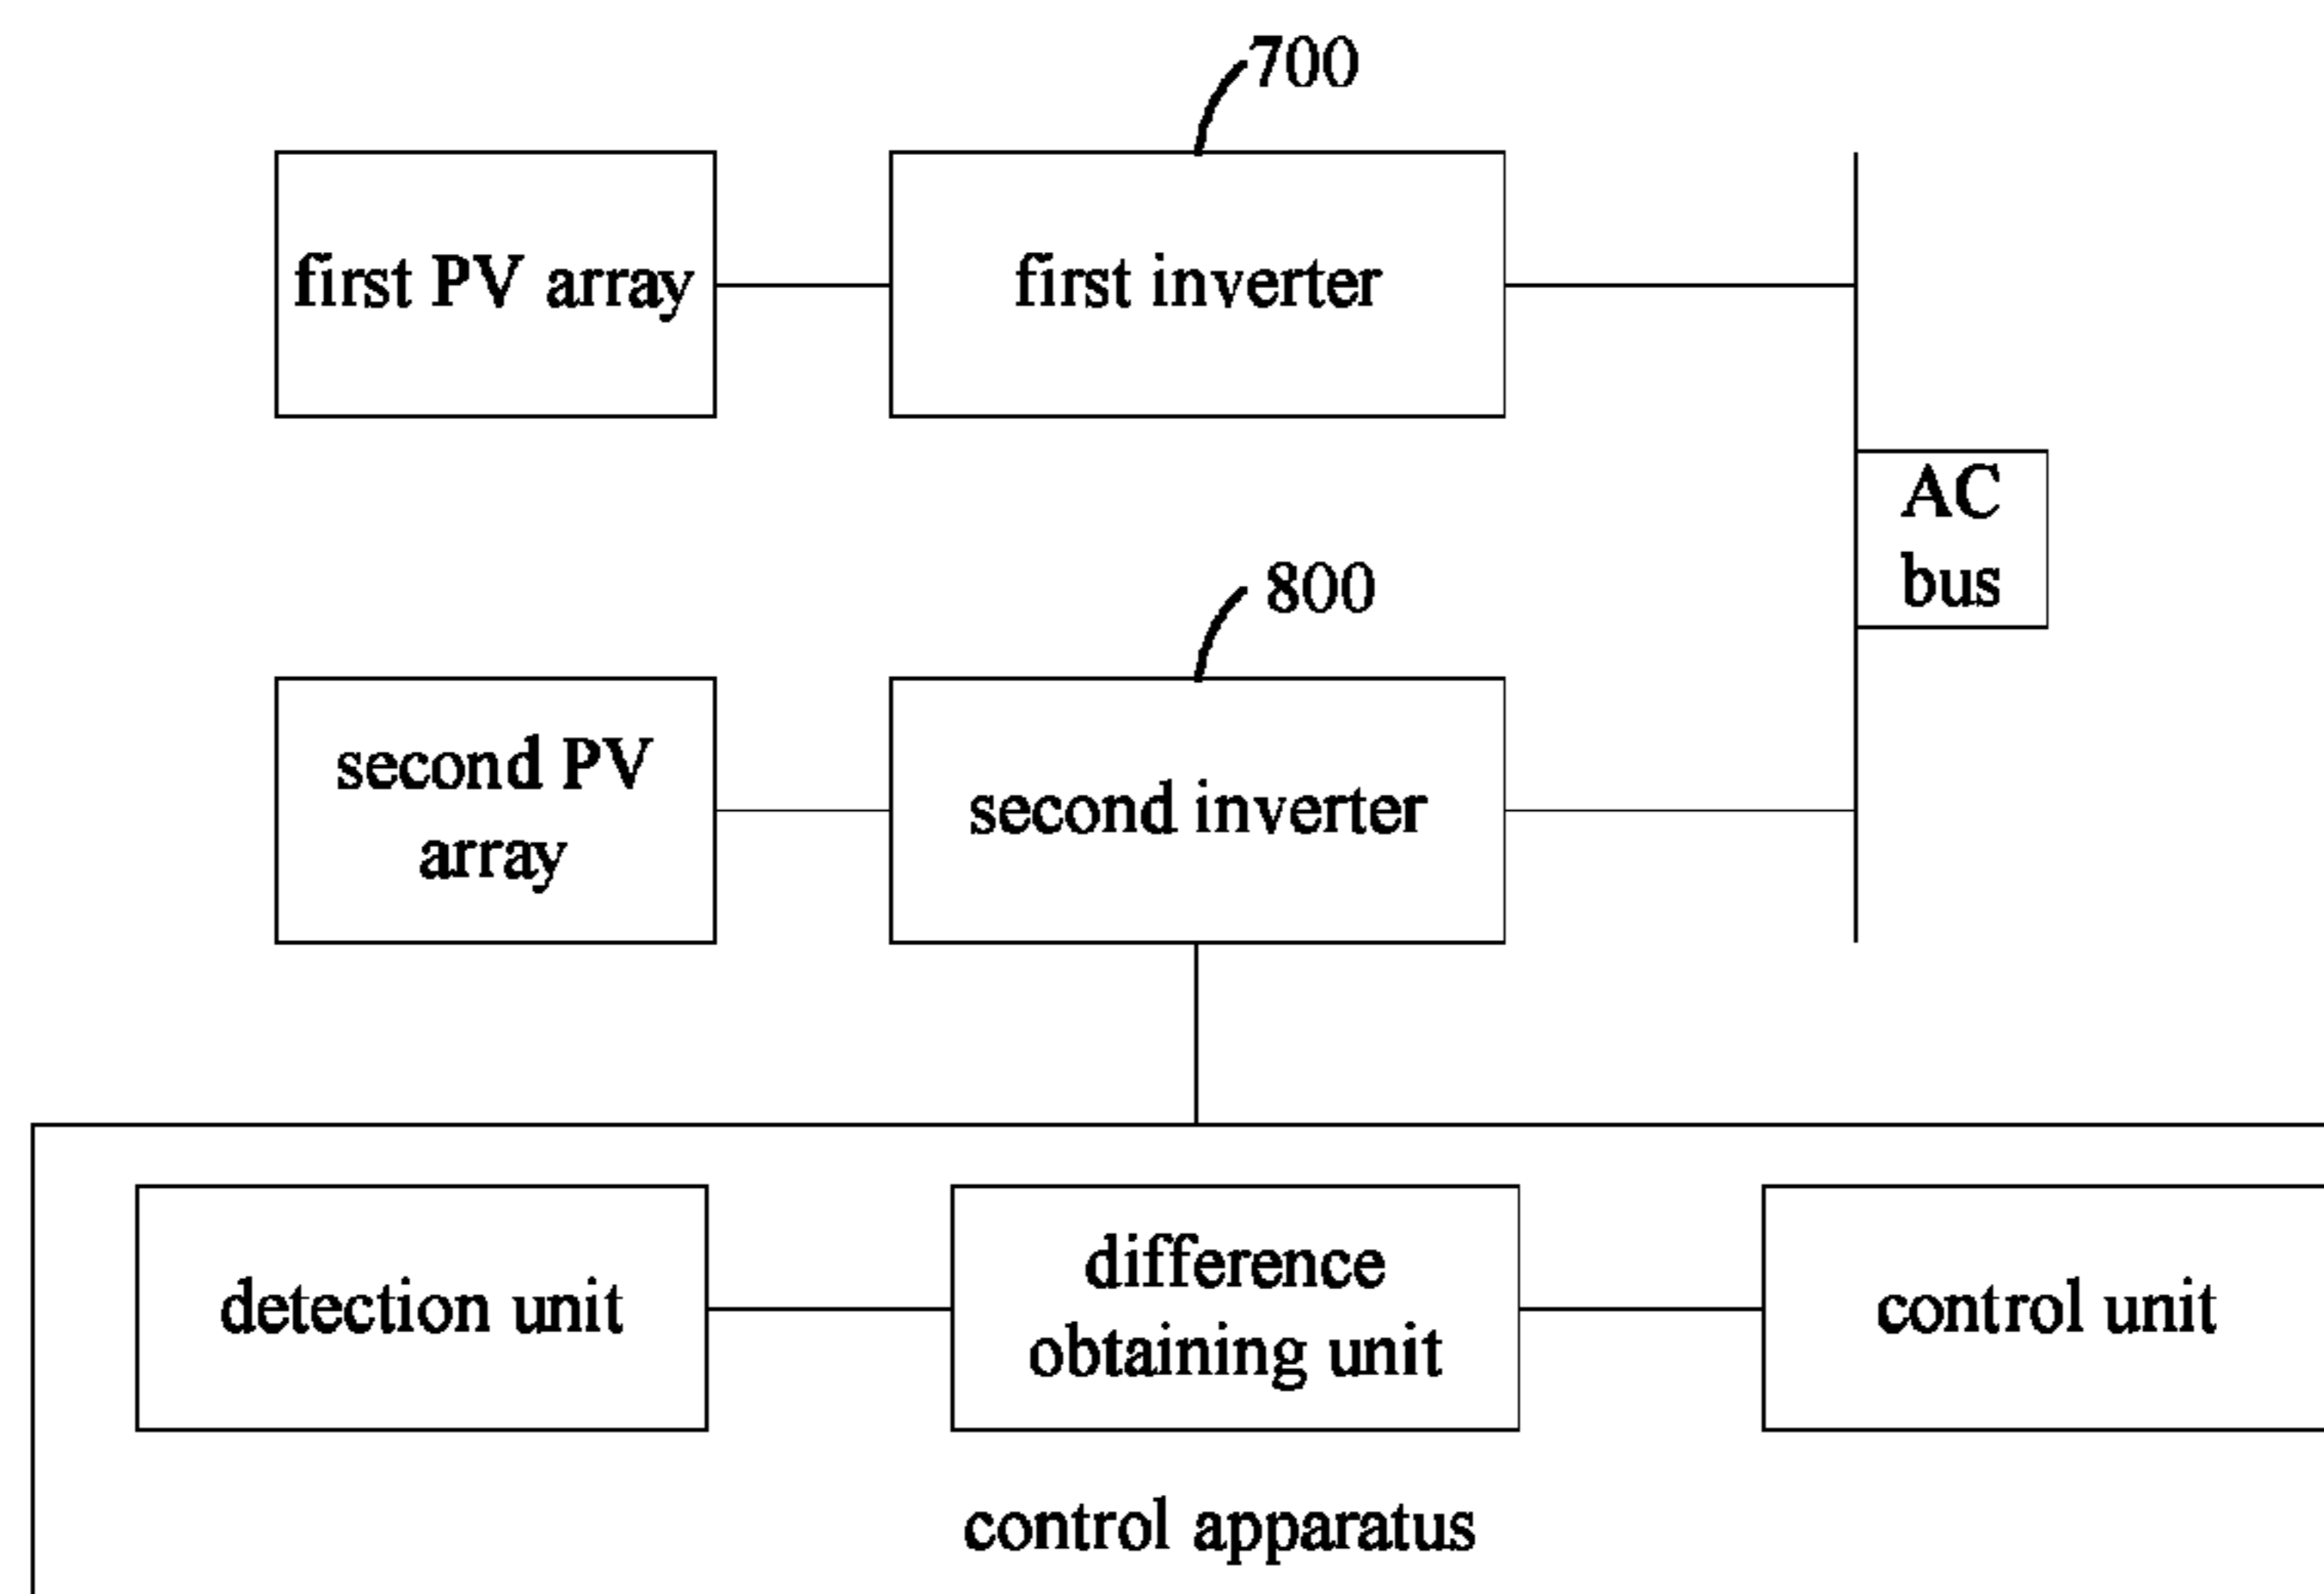 700
first PV array
first inverter
AC
bus
800
second PV
array
second inverter
detection unit
difference
obtaining unit
control unit
control apparatus